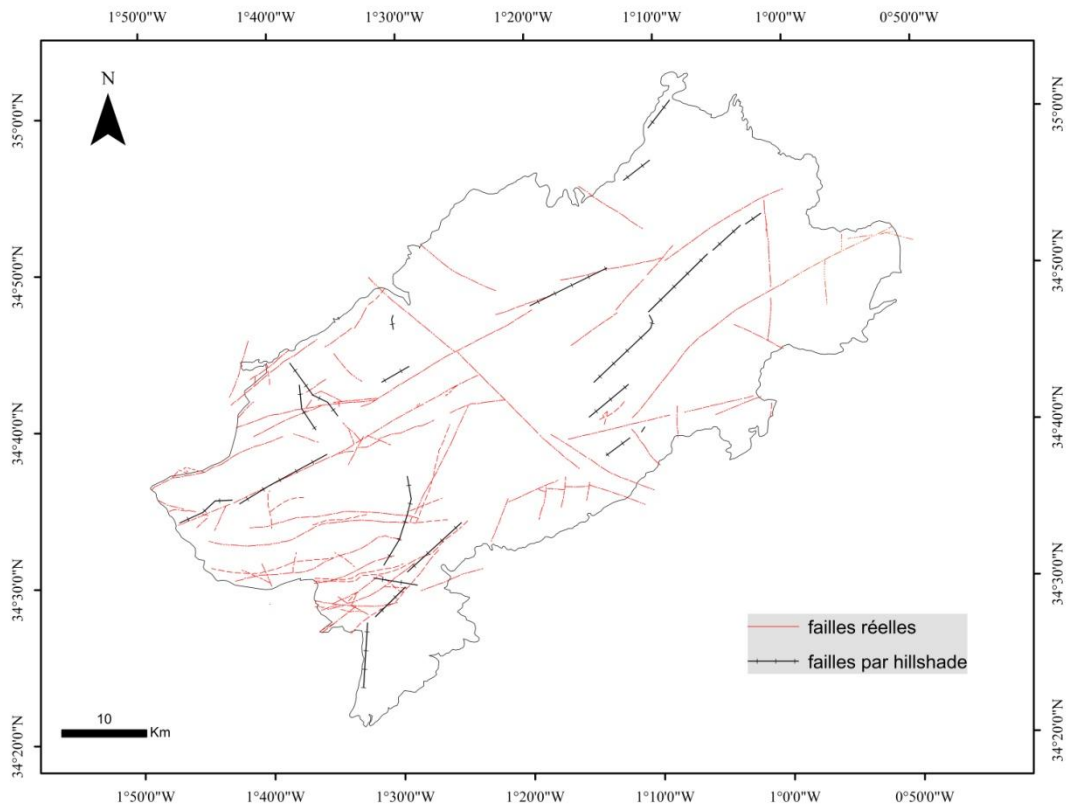 1°50'0"W 1°40'0"W 1°30'0"W 1°20'0"W 1°10'0"W 1°0'0"W 0°50'0"W
N
35°0'0"N 35°0'0"N
34°50'0"N 34°50'0"N
34°40'0"N 34°40'0"N
34°30'0"N 34°30'0"N
failles réelles
failles par hillshade
10
Km
34°20'0"N 34°20'0"N
1°50'0"W 1°40'0"W 1°30'0"W 1°20'0"W 1°10'0"W 1°0'0"W 0°50'0"W